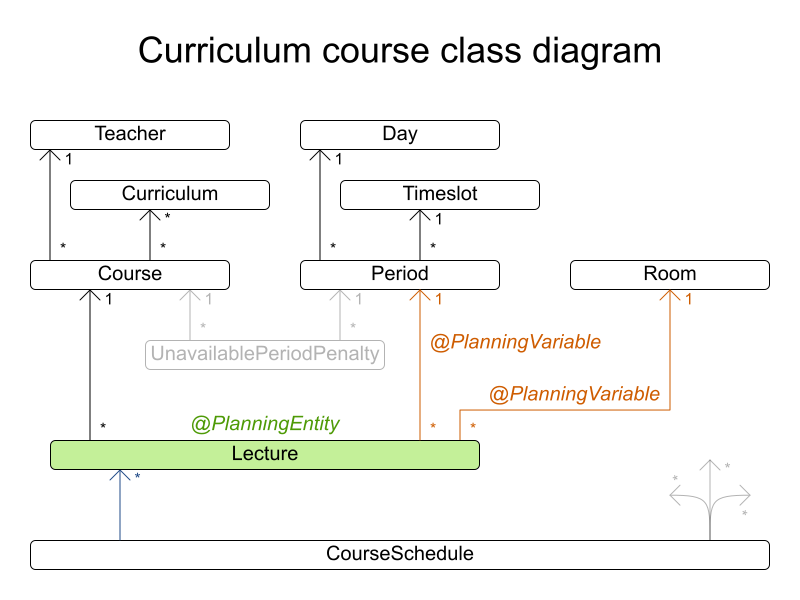 Curriculum course class diagram
Teacher
Day
1
1
Curriculum
Timeslot
*
1
*
*
*
*
Course
Period
Room
1
1
1
1
1
*
*
@PlanningVariable
UnavailablePeriodPenalty
@PlanningVariable
@PlanningEntity
*
*
*
Lecture
*
*
*
*
CourseSchedule